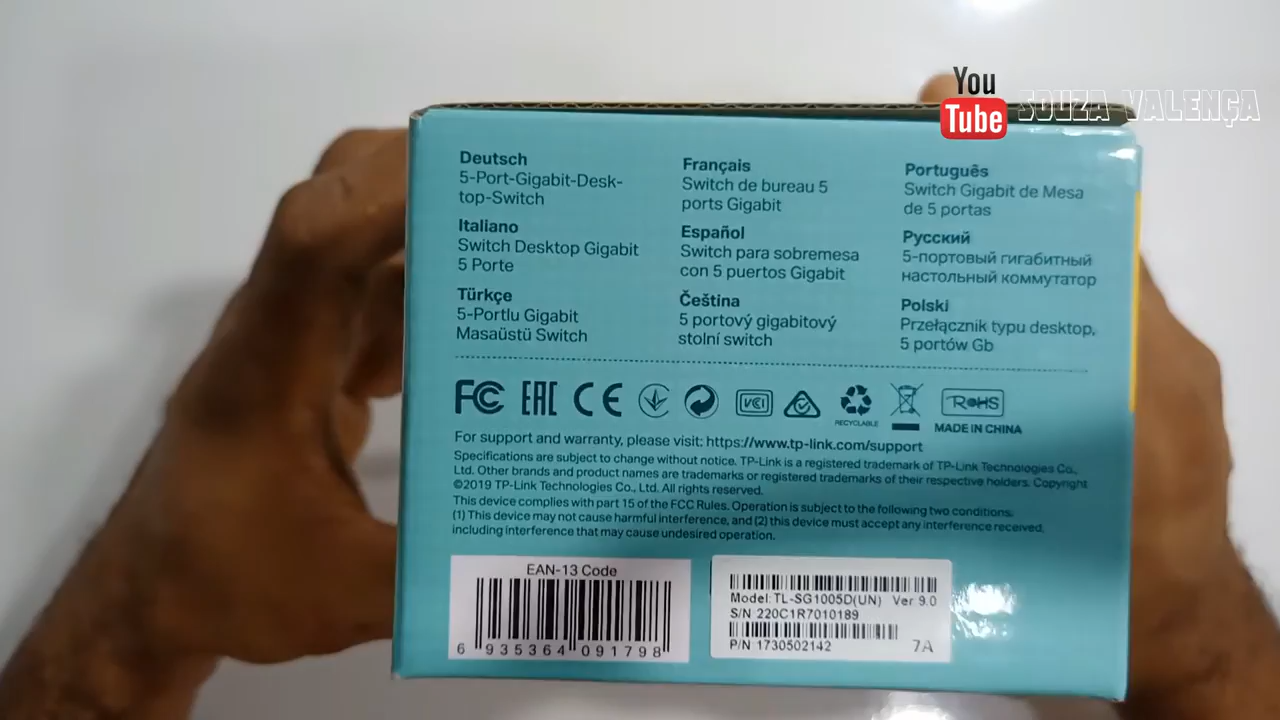 You
Tube
SOUZA VALENÇA
Deutsch
5-Port-Gigabit-Desk-
top-Switch
Italiano
Switch Desktop Gigabit
5 Porte
Türkçe
5-Portlu Gigabit
Masaüstü Switch
Français
Switch de bureau 5
ports Gigabit
Español
Switch para sobremesa
con 5 puertos Gigabit
Čeština
5 portový gigabitový
stolní switch
Português
Switch Gigabit de Mesa
de 5 portas
Русский
5-портовый гигабитный
настольный коммутатор
Polski
Przełącznik typu desktop,
5 portów Gb
FC EAC CE VCCI RECYCLABLE RoHS
MADE IN CHINA
For support and warranty, please visit: https://www.tp-link.com/support
Specifications are subject to change without notice. TP-Link is a registered trademark of TP-Link Technologies Co.,
Ltd. Other brands and product names are trademarks or registered trademarks of their respective holders. Copyright
©2019 TP-Link Technologies Co., Ltd. All rights reserved.
This device complies with part 15 of the FCC Rules. Operation is subject to the following two conditions:
(1) This device may not cause harmful interference, and (2) this device must accept any interference received,
including interference that may cause undesired operation.
EAN-13 Code
6 935364 091798
Model: TL-SG1005D(UN) Ver 9.0
S/N 220C1R7010189
P/N 1730502142 7A